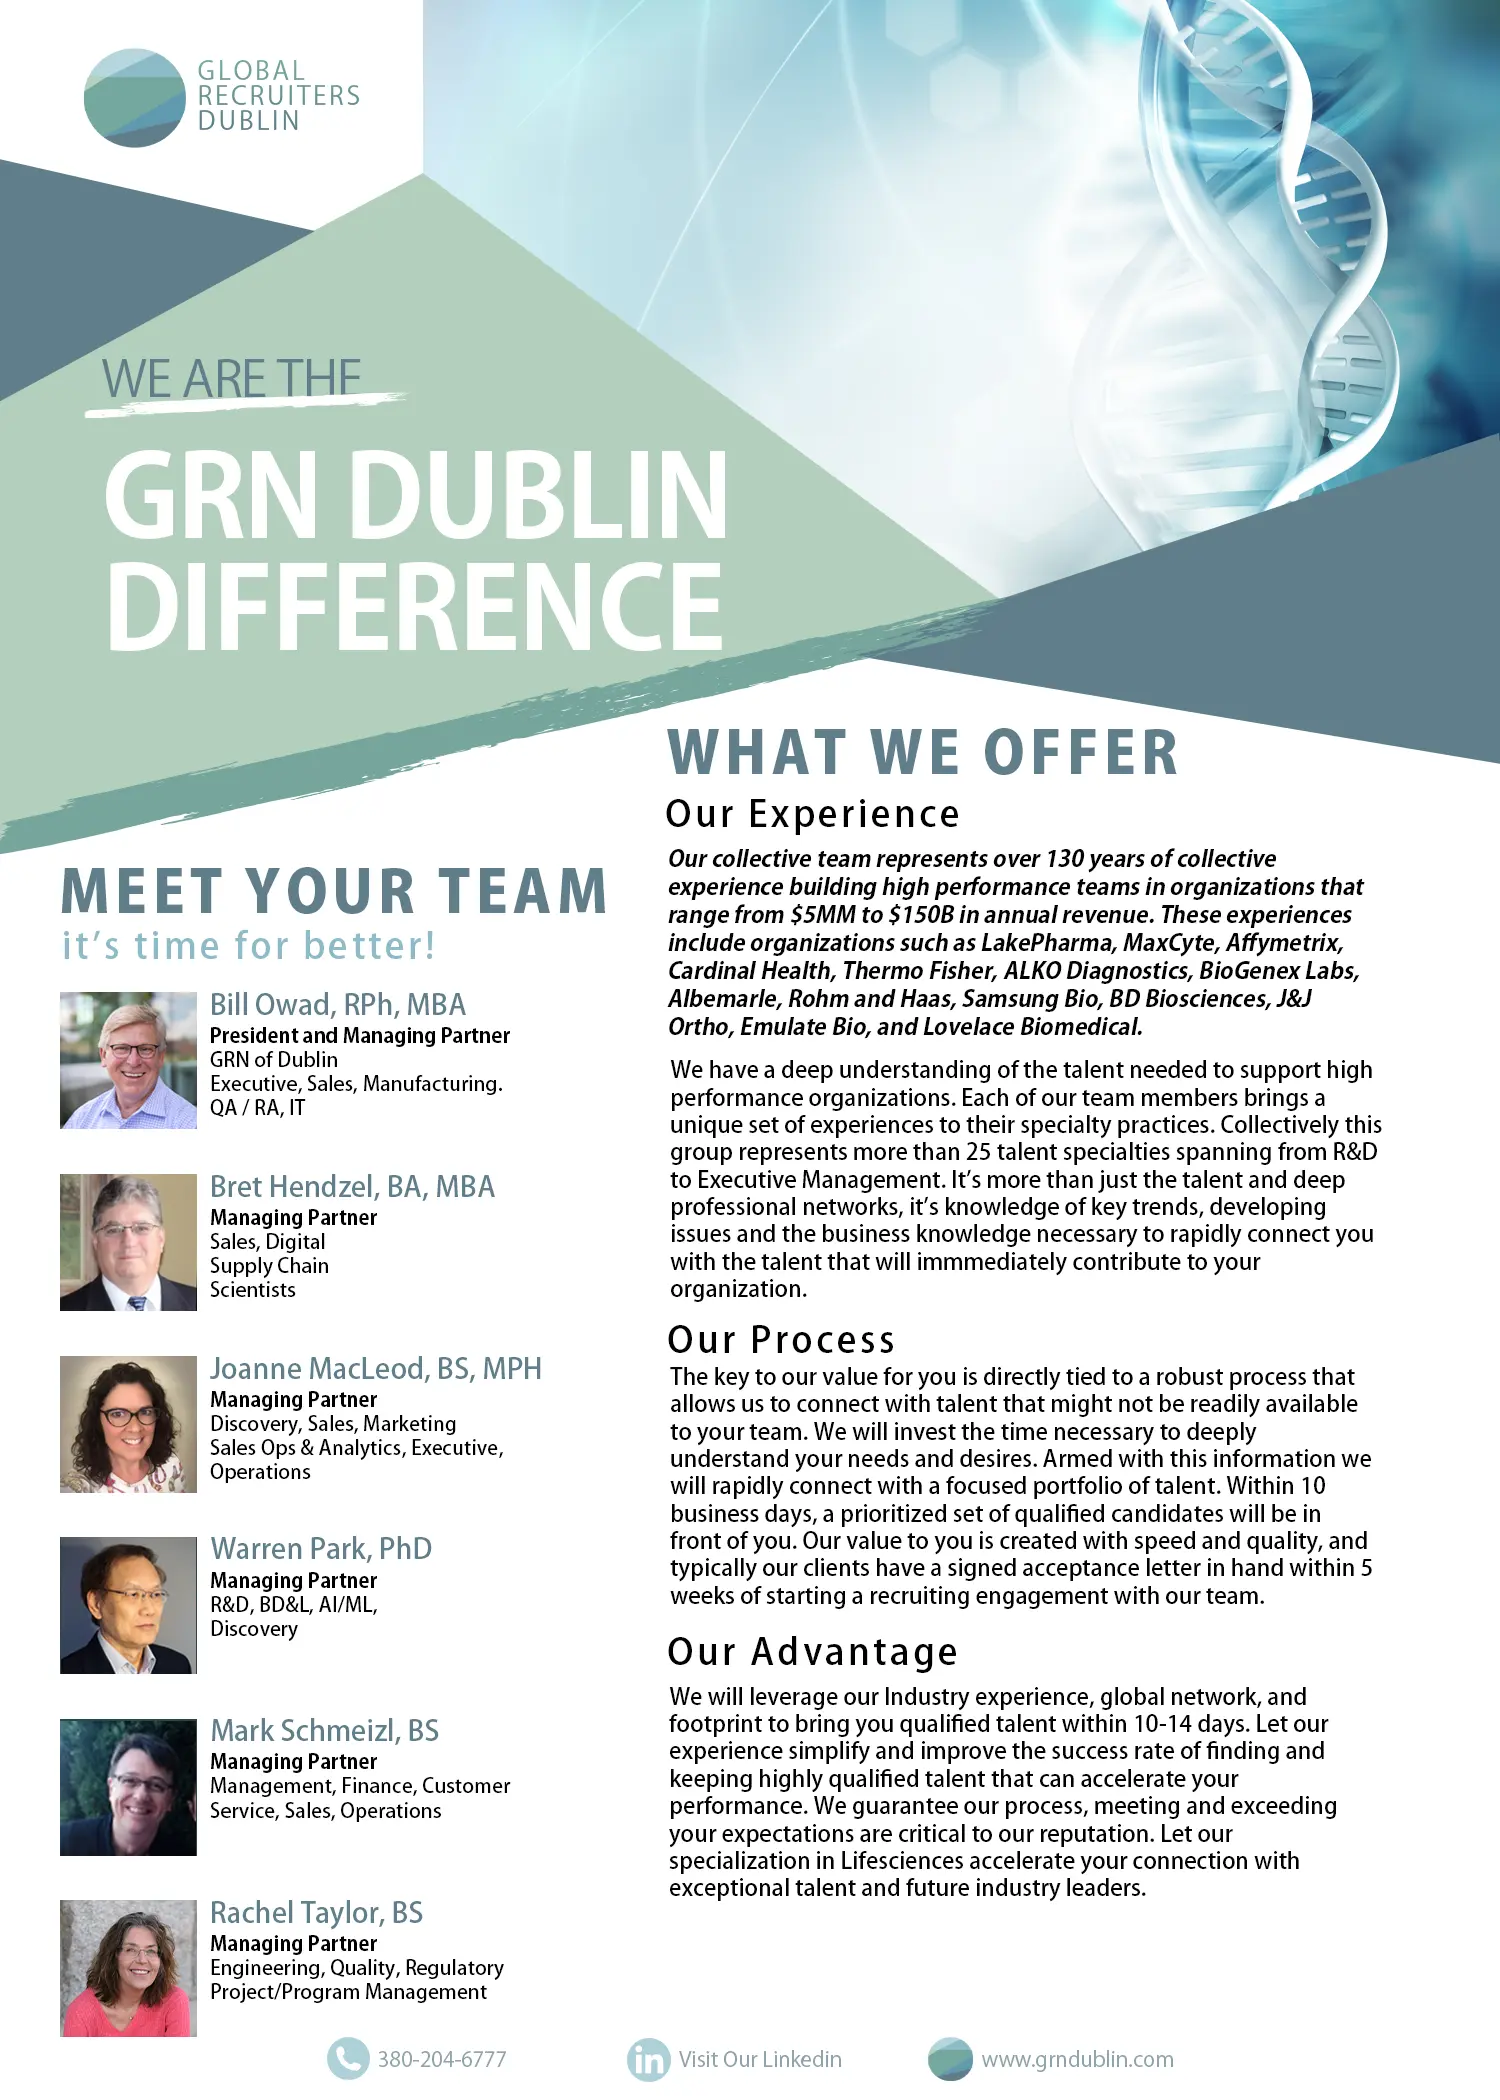 GLOBAL
RECRUITERS
DUBLIN
WE ARE THE
GRN DUBLIN
DIFFERENCE
MEET YOUR TEAM
it's time for better!
Bill Owad, RPh, MBA
President and Managing Partner
GRN of Dublin
Executive, Sales, Manufacturing.
QA / RA, IT
Bret Hendzel, BA, MBA
Managing Partner
Sales, Digital
Supply Chain
Scientists
Joanne MacLeod, BS, MPH
Managing Partner
Discovery, Sales, Marketing
Sales Ops & Analytics, Executive,
Operations
Warren Park, PhD
Managing Partner
R&D, BD&L, AI/ML,
Discovery
Mark Schmeizl, BS
Managing Partner
Management, Finance, Customer
Service, Sales, Operations
Rachel Taylor, BS
Managing Partner
Engineering, Quality, Regulatory
Project/Program Management
WHAT WE OFFER
Our Experience
Our collective team represents over 130 years of collective
experience building high performance teams in organizations that
range from $5MM to $150B in annual revenue. These experiences
include organizations such as LakePharma, MaxCyte, Affymetrix,
Cardinal Health, Thermo Fisher, ALKO Diagnostics, BioGenex Labs,
Albemarle, Rohm and Haas, Samsung Bio, BD Biosciences, J&J
Ortho, Emulate Bio, and Lovelace Biomedical.
We have a deep understanding of the talent needed to support high
performance organizations. Each of our team members brings a
unique set of experiences to their specialty practices. Collectively this
group represents more than 25 talent specialties spanning from R&D
to Executive Management. It's more than just the talent and deep
professional networks, it's knowledge of key trends, developing
issues and the business knowledge necessary to rapidly connect you
with the talent that will immmediately contribute to your
organization.
Our Process
The key to our value for you is directly tied to a robust process that
allows us to connect with talent that might not be readily available
to your team. We will invest the time necessary to deeply
understand your needs and desires. Armed with this information we
will rapidly connect with a focused portfolio of talent. Within 10
business days, a prioritized set of qualified candidates will be in
front of you. Our value to you is created with speed and quality, and
typically our clients have a signed acceptance letter in hand within 5
weeks of starting a recruiting engagement with our team.
Our Advantage
We will leverage our Industry experience, global network, and
footprint to bring you qualified talent within 10-14 days. Let our
experience simplify and improve the success rate of finding and
keeping highly qualified talent that can accelerate your
performance. We guarantee our process, meeting and exceeding
your expectations are critical to our reputation. Let our
specialization in Lifesciences accelerate your connection with
exceptional talent and future industry leaders.
380-204-6777
in Visit Our Linkedin
www.grndublin.com